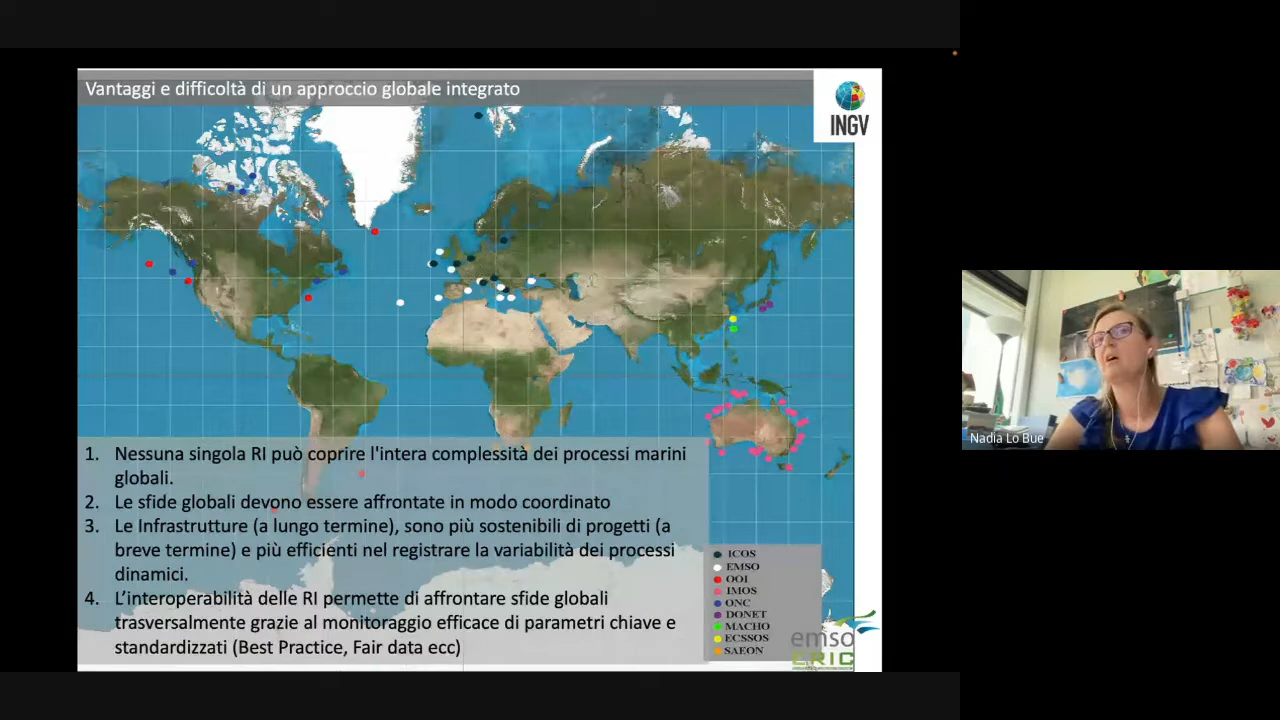 Vantaggi e difficoltà di un approccio globale integrato
INGV
1. Nessuna singola RI può coprire l'intera complessità dei processi marini
globali.
2. Le sfide globali devono essere affrontate in modo coordinato
3. Le Infrastrutture (a lungo termine), sono più sostenibili di progetti (a
breve termine) e più efficienti nel registrare la variabilità dei processi
dinamici.
4. L’interoperabilità delle RI permette di affrontare sfide globali
trasversalmente grazie al monitoraggio efficace di parametri chiave e
standardizzati (Best Practice, Fair data ecc)
ICOS
EMSO
OOI
IMOS
ONC
DONET
MACHO
ECSSOS
SAEON
emso
ERIC
Nadia Lo Bue